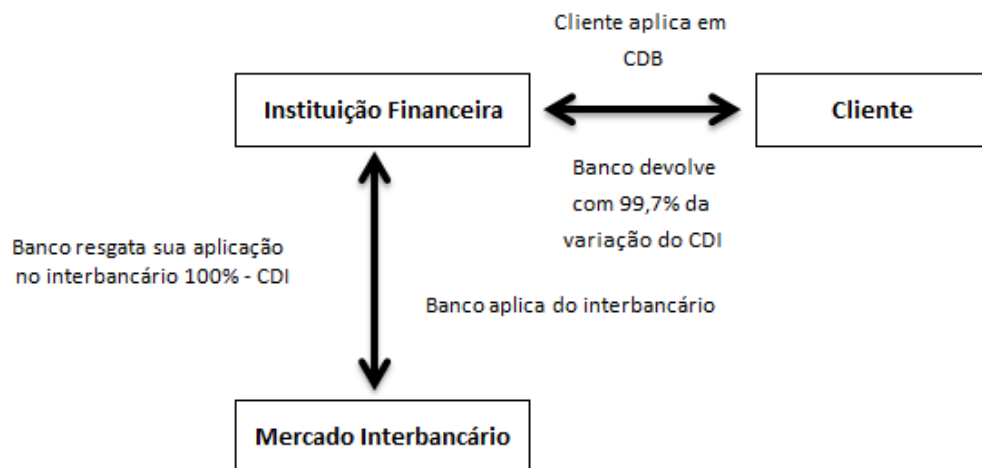 Cliente aplica em
CDB
Instituição Financeira
Cliente
Banco devolve
com 99,7% da
variação do CDI
Banco resgata sua aplicação
no interbancário 100% - CDI
Banco aplica do interbancário
Mercado Interbancário